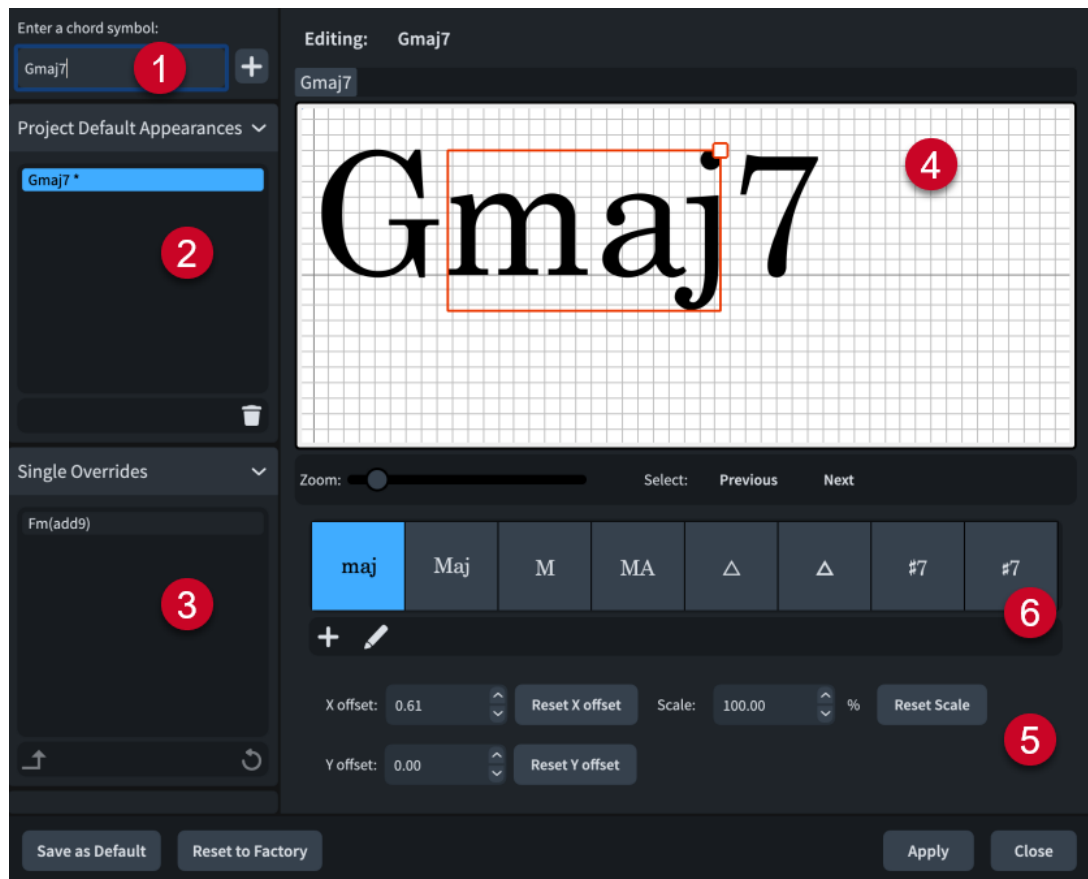 Enter a chord symbol:
Gmaj7
1
Project Default Appearances
Gmaj7 *
2
Single Overrides
Fm(add9)
3
Editing: Gmaj7
Gmaj7
Gmaj7
4
Zoom: Select: Previous Next
maj Maj M MA △ △ ♯7 ♯7
6
X offset: 0.61 Reset X offset Scale: 100.00 % Reset Scale
5
Y offset: 0.00 Reset Y offset
Save as Default Reset to Factory Apply Close